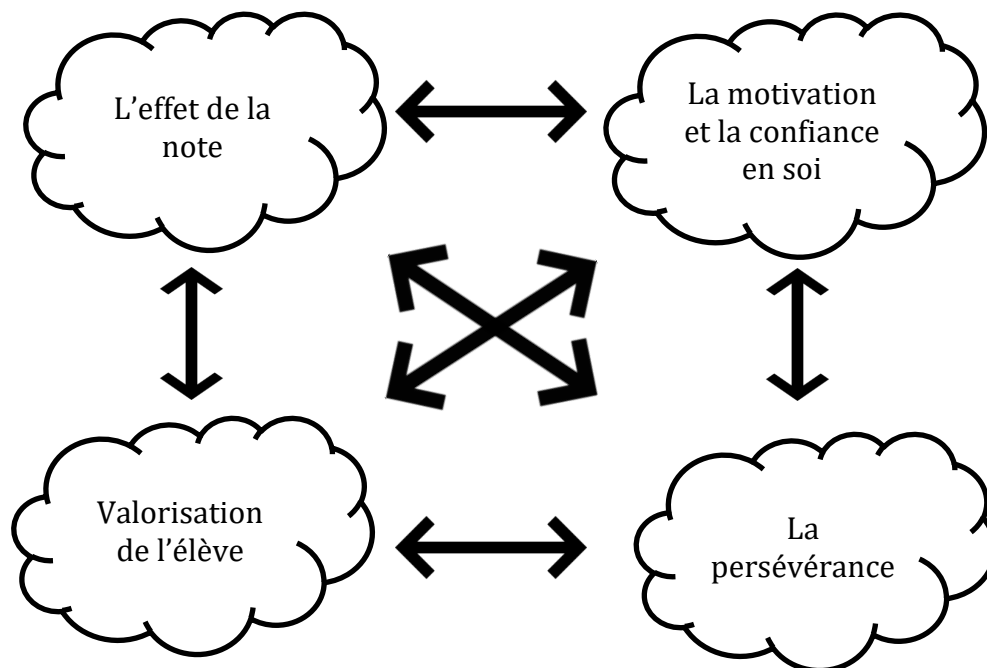 L’effet de la
note
La motivation
et la confiance
en soi
Valorisation
de l’élève
La
persévérance